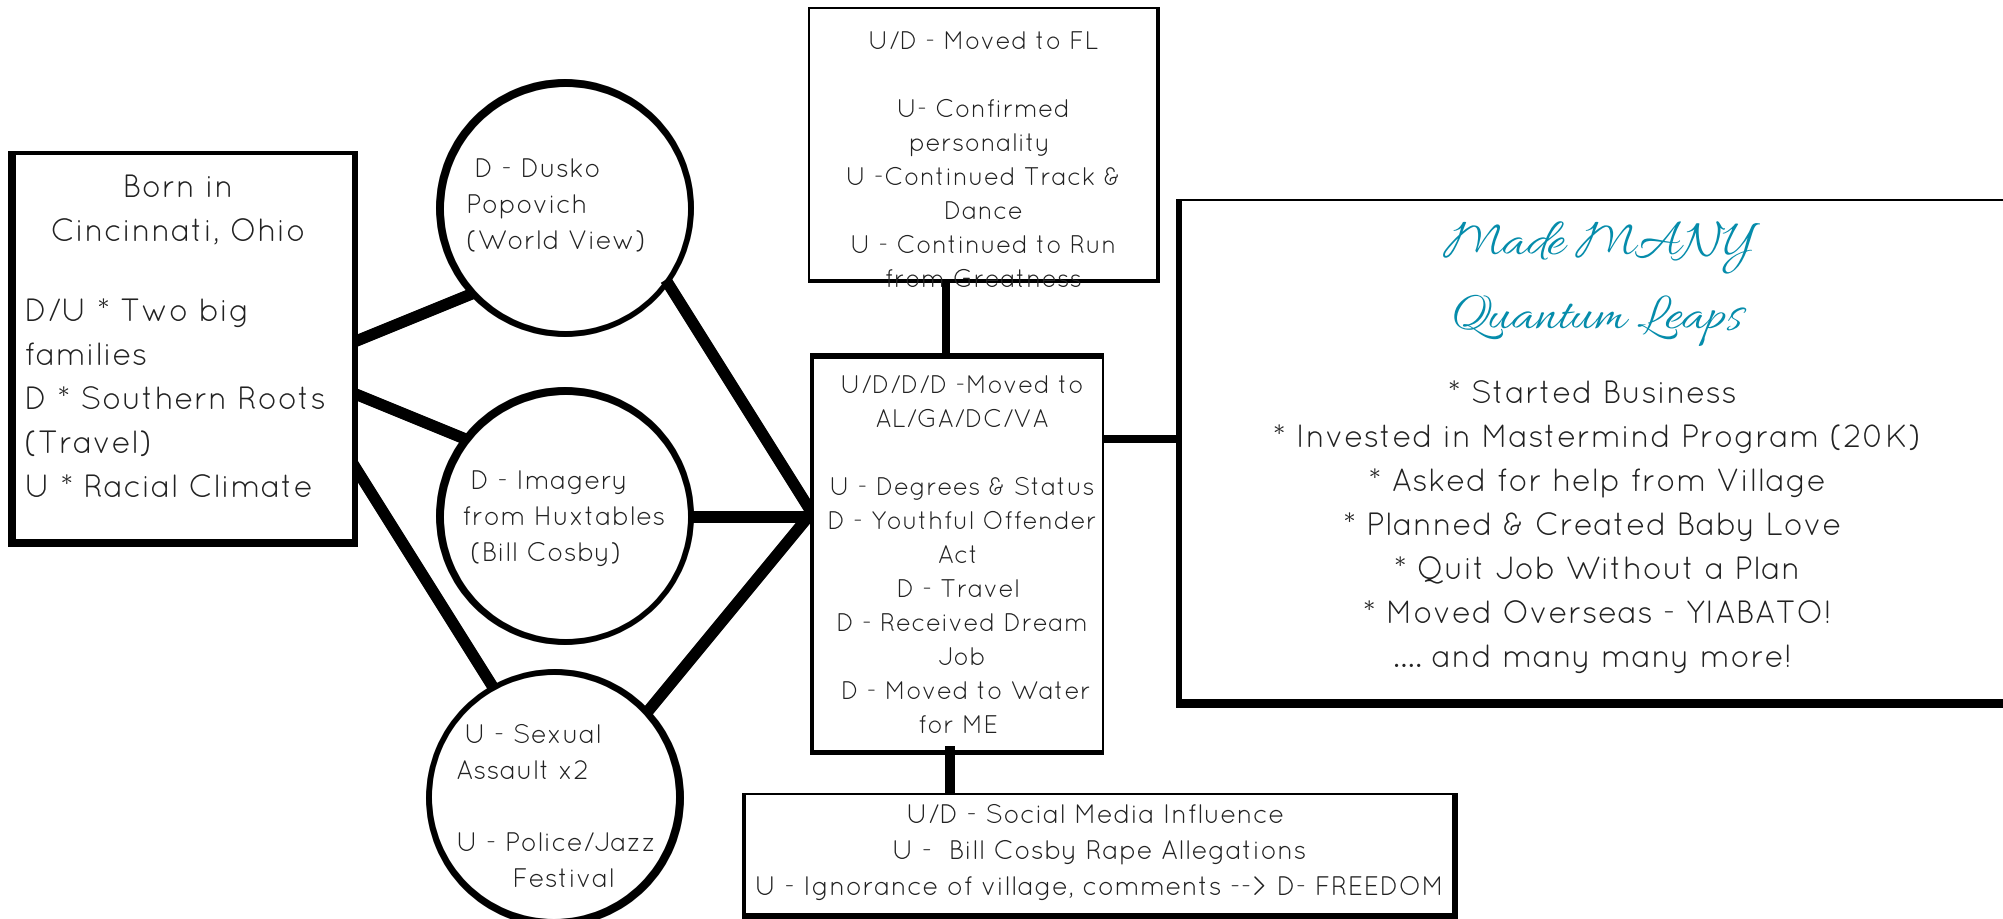 Born in
Cincinnati, Ohio
D/U * Two big
families
D * Southern Roots
(Travel)
U * Racial Climate
D - Dusko
Popovich
(World View)
D - Imagery
from Huxtables
(Bill Cosby)
U - Sexual
Assault x2
U - Police/Jazz
Festival
U/D - Moved to FL
U- Confirmed
personality
U -Continued Track &
Dance
U - Continued to Run
from Greatness
U/D/D/D -Moved to
AL/GA/DC/VA
U - Degrees & Status
D - Youthful Offender
Act
D - Travel
D - Received Dream
Job
D - Moved to Water
for ME
U/D - Social Media Influence
U - Bill Cosby Rape Allegations
U - Ignorance of village, comments --> D- FREEDOM
Made MANY
Quantum Leaps
* Started Business
* Invested in Mastermind Program (20K)
* Asked for help from Village
* Planned & Created Baby Love
* Quit Job Without a Plan
* Moved Overseas - YIABATO!
.... and many many more!